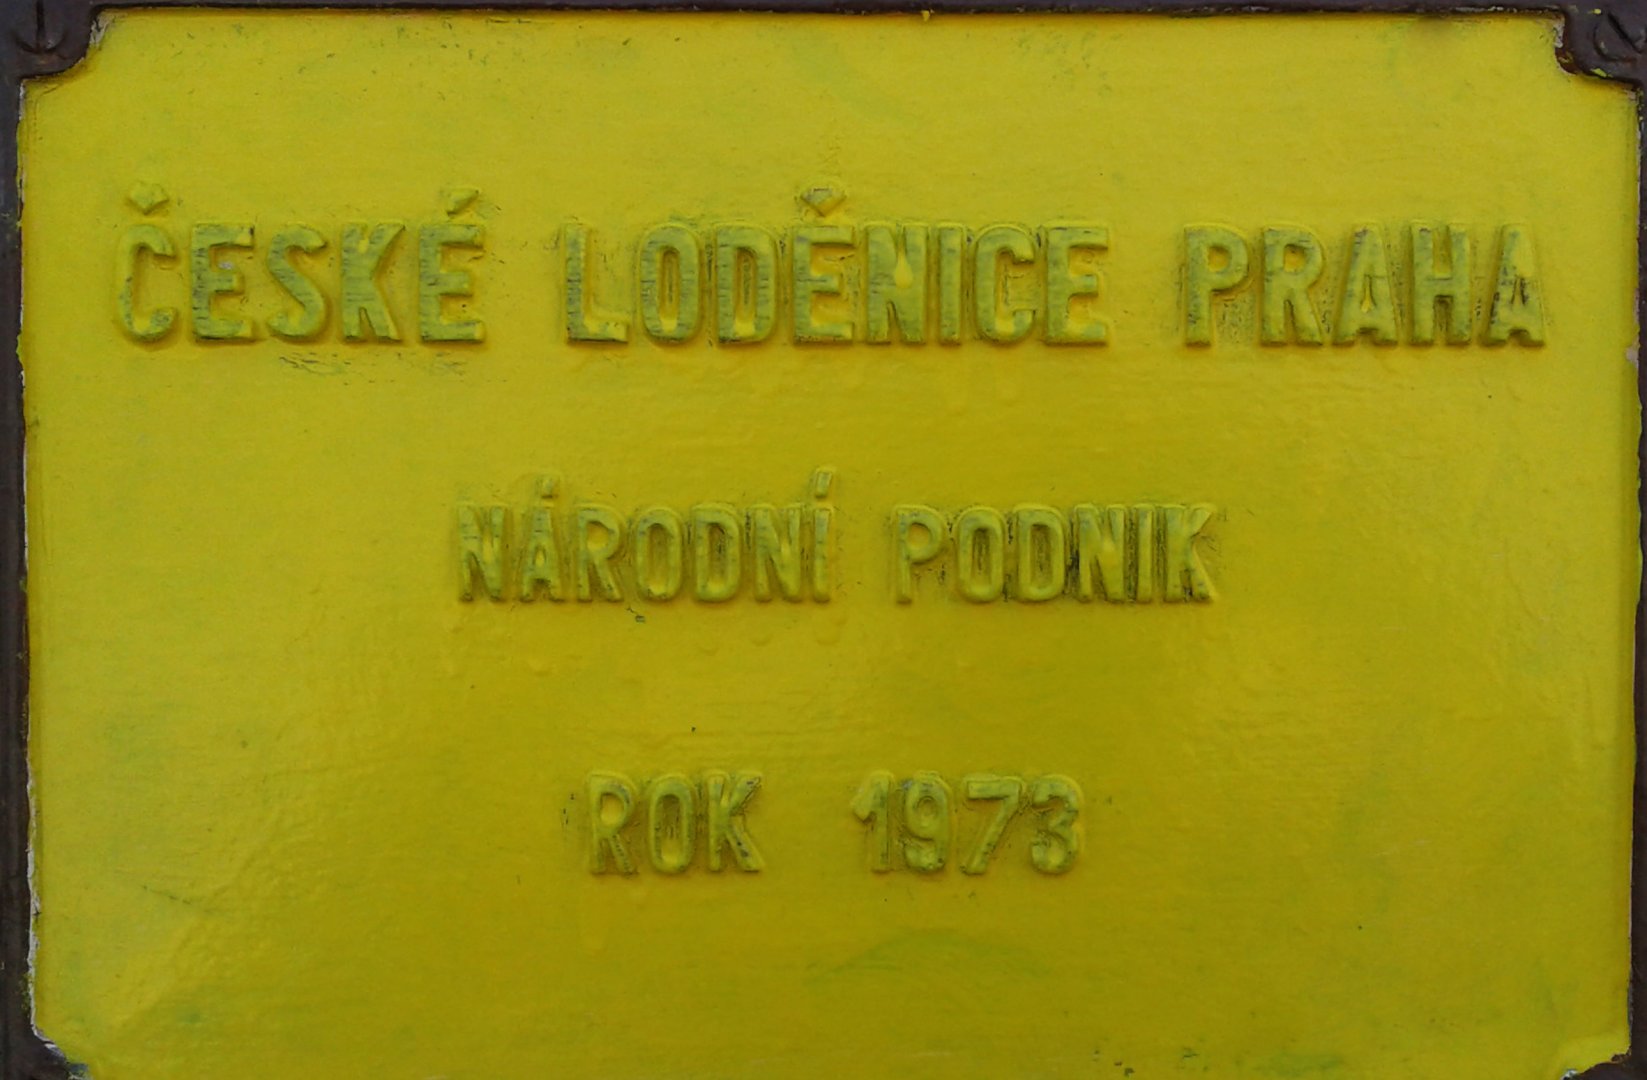 ČESKÉ LODĚNICE PRAHA
NÁRODNÍ PODNIK
ROK 1973